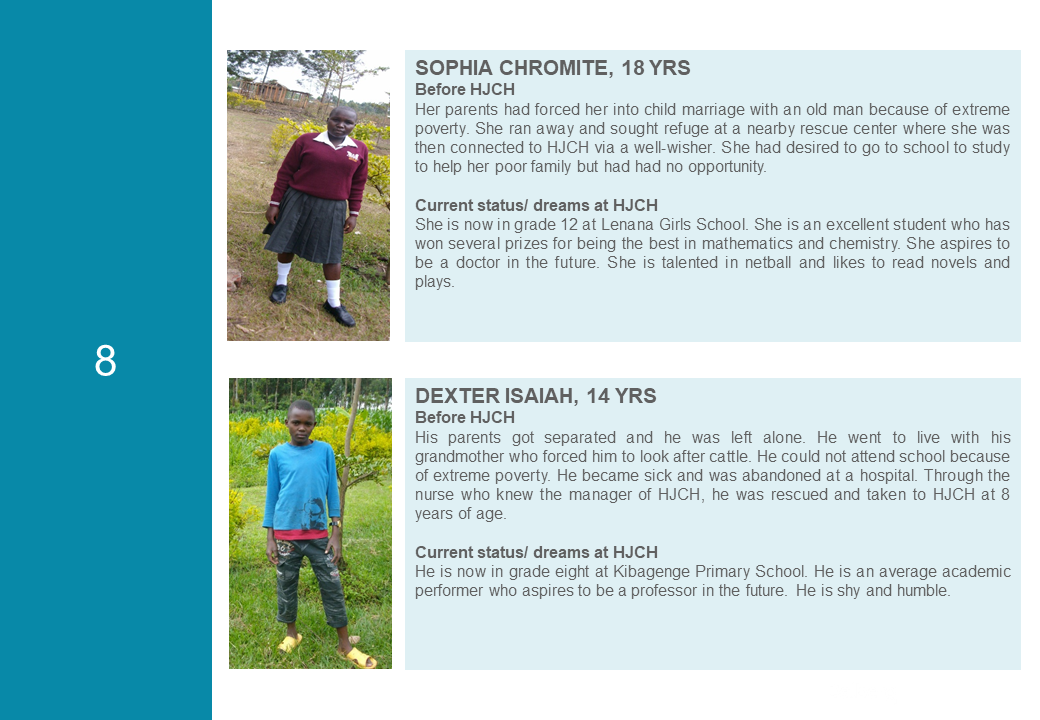 8
SOPHIA CHROMITE, 18 YRS
Before HJCH
Her parents had forced her into child marriage with an old man because of extreme
poverty. She ran away and sought refuge at a nearby rescue center where she was
then connected to HJCH via a well-wisher. She had desired to go to school to study
to help her poor family but had had no opportunity.
Current status/ dreams at HJCH
She is now in grade 12 at Lenana Girls School. She is an excellent student who has
won several prizes for being the best in mathematics and chemistry. She aspires to
be a doctor in the future. She is talented in netball and likes to read novels and
plays.
DEXTER ISAIAH, 14 YRS
Before HJCH
His parents got separated and he was left alone. He went to live with his
grandmother who forced him to look after cattle. He could not attend school because
of extreme poverty. He became sick and was abandoned at a hospital. Through the
nurse who knew the manager of HJCH, he was rescued and taken to HJCH at 8
years of age.
Current status/ dreams at HJCH
He is now in grade eight at Kibagenge Primary School. He is an average academic
performer who aspires to be a professor in the future. He is shy and humble.